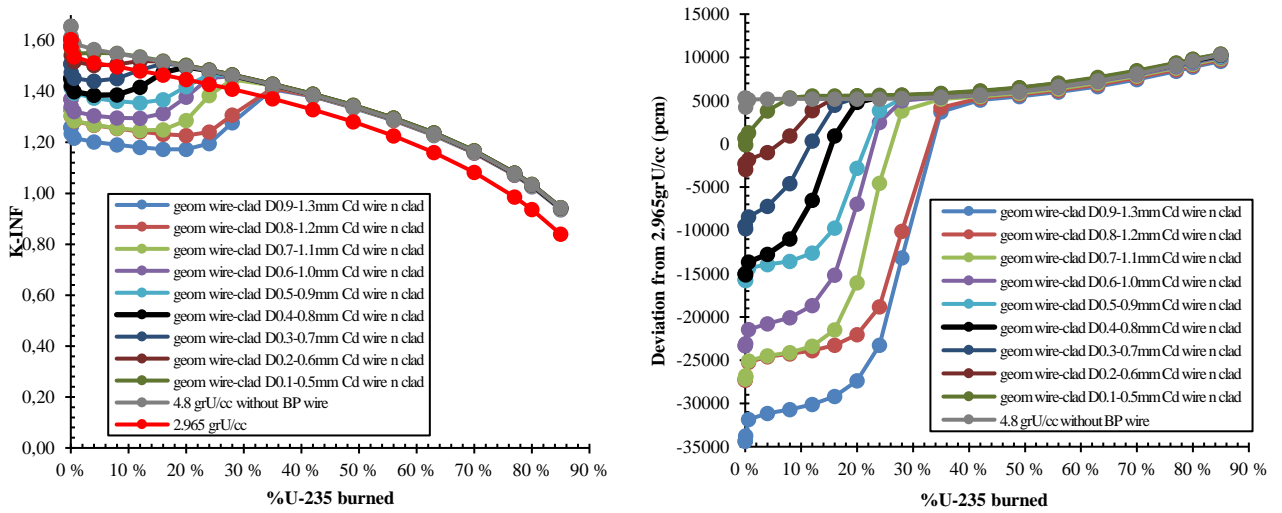 1,60
1,40
1,20
1,00
0,80
0,60
0,40
0,20
0,00
K-INF
geom wire-clad D0.9-1.3mm Cd wire n clad
geom wire-clad D0.8-1.2mm Cd wire n clad
geom wire-clad D0.7-1.1mm Cd wire n clad
geom wire-clad D0.6-1.0mm Cd wire n clad
geom wire-clad D0.5-0.9mm Cd wire n clad
geom wire-clad D0.4-0.8mm Cd wire n clad
geom wire-clad D0.3-0.7mm Cd wire n clad
geom wire-clad D0.2-0.6mm Cd wire n clad
geom wire-clad D0.1-0.5mm Cd wire n clad
4.8 grU/cc without BP wire
2.965 grU/cc
0 % 10 % 20 % 30 % 40 % 50 % 60 % 70 % 80 % 90 %
%U-235 burned
15000
10000
5000
0
-5000
-10000
-15000
-20000
-25000
-30000
-35000
Deviation from 2.965grU/cc (pcm)
geom wire-clad D0.9-1.3mm Cd wire n clad
geom wire-clad D0.8-1.2mm Cd wire n clad
geom wire-clad D0.7-1.1mm Cd wire n clad
geom wire-clad D0.6-1.0mm Cd wire n clad
geom wire-clad D0.5-0.9mm Cd wire n clad
geom wire-clad D0.4-0.8mm Cd wire n clad
geom wire-clad D0.3-0.7mm Cd wire n clad
geom wire-clad D0.2-0.6mm Cd wire n clad
geom wire-clad D0.1-0.5mm Cd wire n clad
4.8 grU/cc without BP wire
0 % 10 % 20 % 30 % 40 % 50 % 60 % 70 % 80 % 90 %
%U-235 burned